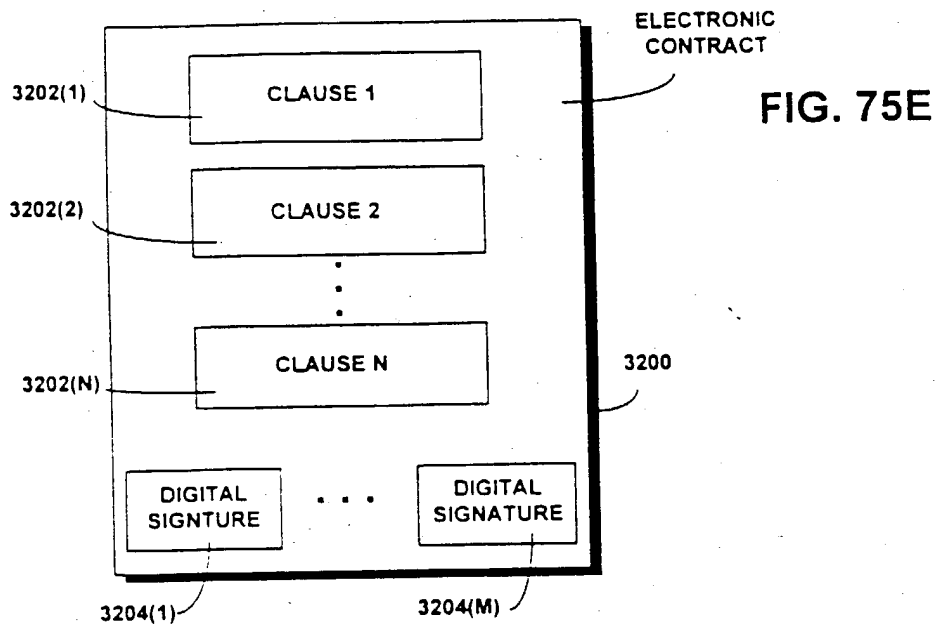 ELECTRONIC
CONTRACT
FIG. 75E
3202(1)
CLAUSE 1
3202(2)
CLAUSE 2
3202(N)
CLAUSE N
3200
DIGITAL
SIGNTURE
DIGITAL
SIGNATURE
3204(1)
3204(M)